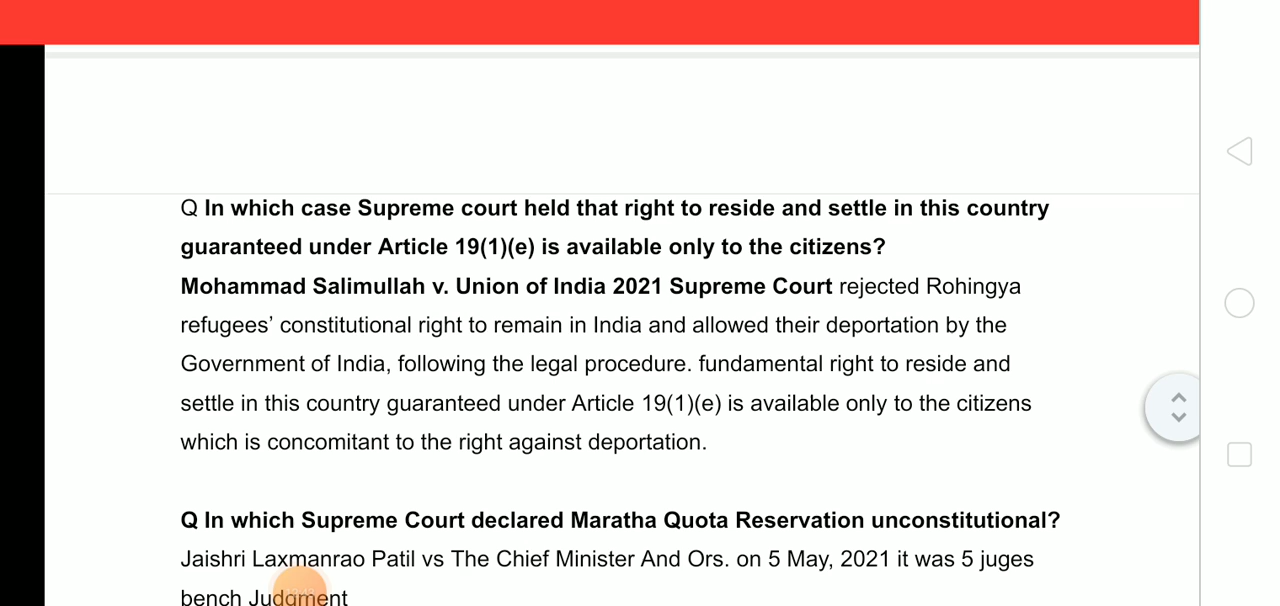 Q In which case Supreme court held that right to reside and settle in this country
guaranteed under Article 19(1)(e) is available only to the citizens?
Mohammad Salimullah v. Union of India 2021 Supreme Court rejected Rohingya
refugees’ constitutional right to remain in India and allowed their deportation by the
Government of India, following the legal procedure. fundamental right to reside and
settle in this country guaranteed under Article 19(1)(e) is available only to the citizens
which is concomitant to the right against deportation.
Q In which Supreme Court declared Maratha Quota Reservation unconstitutional?
Jaishri Laxmanrao Patil vs The Chief Minister And Ors. on 5 May, 2021 it was 5 juges
bench Judgment